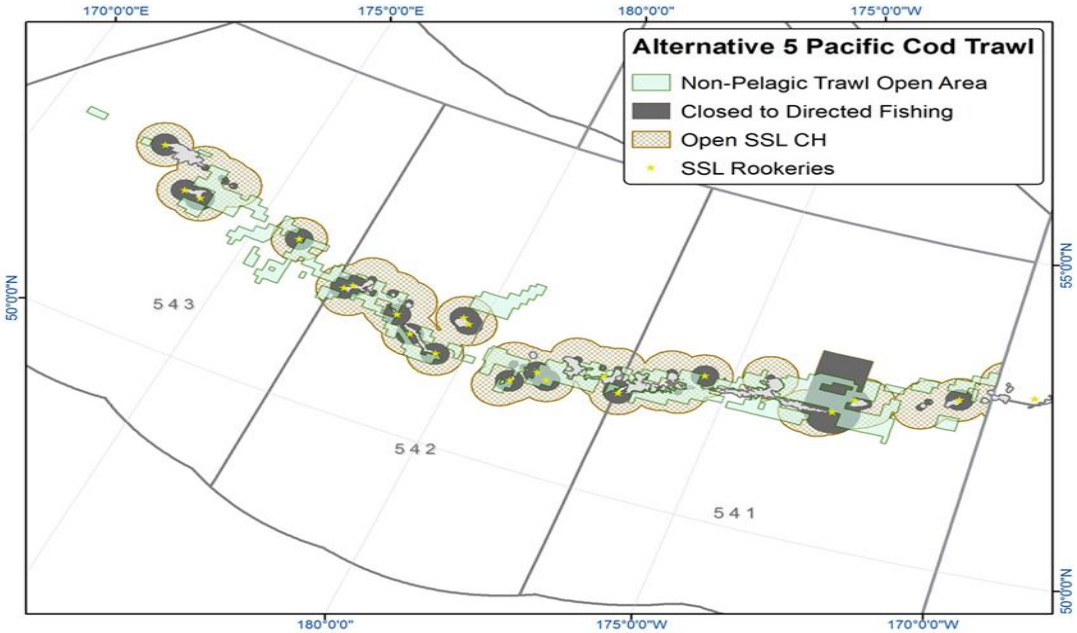 170°0'0"E 175°0'0"E 180°0'0" 175°0'0"W
Alternative 5 Pacific Cod Trawl
Non-Pelagic Trawl Open Area
Closed to Directed Fishing
Open SSL CH
SSL Rookeries
55°0'0"N
50°0'0"N
543
542
541
50°0'0"N
180°0'0" 175°0'0"W 170°0'0"W